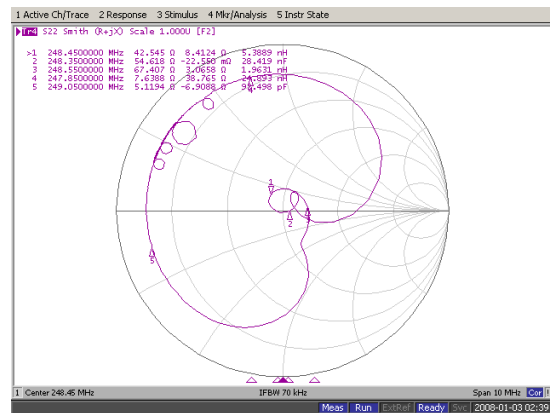 1 Active Ch/Trace 2 Response 3 Stimulus 4 Mkr/Analysis 5 Instr State
Tr4 S22 Smith (R+jX) Scale 1.000U [F2]
>1 248.4500000 MHz 42.545 Ω 8.4124 Ω 5.3889 nH
2 248.3500000 MHz 54.618 Ω -22.550 mΩ 28.419 nF
3 248.5500000 MHz 67.407 Ω 3.0658 Ω 1.9631 nH
4 247.8500000 MHz 7.6388 Ω 38.765 Ω 24.893 nH
5 249.0500000 MHz 5.1194 Ω -6.9088 Ω .498 pF
4
1
2
3
5
1 Center 248.45 MHz IFBW 70 kHz Span 10 MHz Cor !
Meas Run ExtRef Ready Svc 2008-01-03 02:39